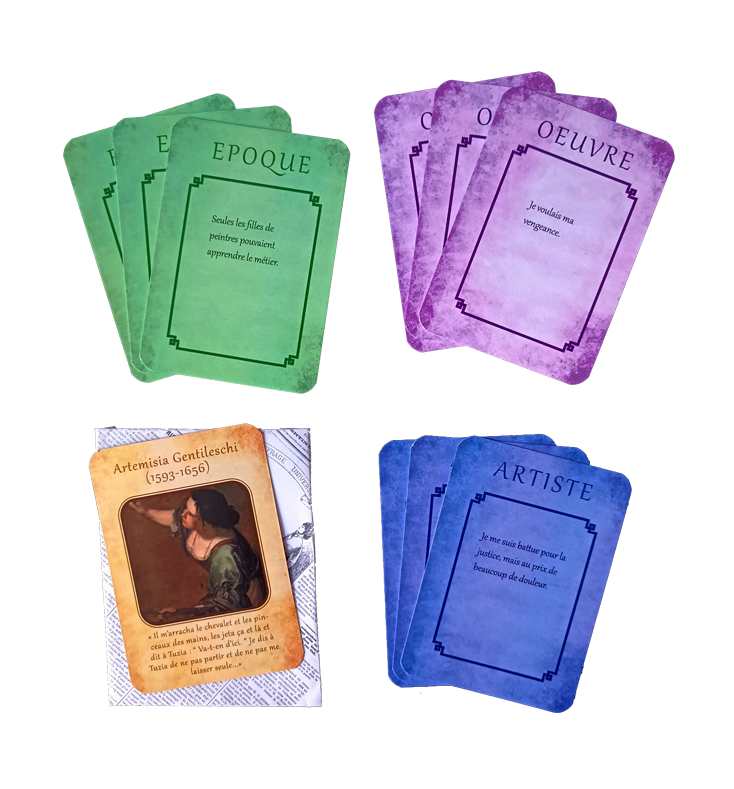 EPOQUE
Seules les filles de
peintres pouvaient
apprendre le métier.
OEUVRE
Je voulais ma
vengeance.
Artemisia Gentileschi
(1593-1656)
« Il m'arracha le chevalet et les pin-
ceaux des mains, les jeta ça et là et
dit à Tuzia : " Va-t-en d'ici. " Je dis à
Tuzia de ne pas partir et de ne pas me
laisser seule...»
ARTISTE
Je me suis battue pour la
justice, mais au prix de
beaucoup de douleur.